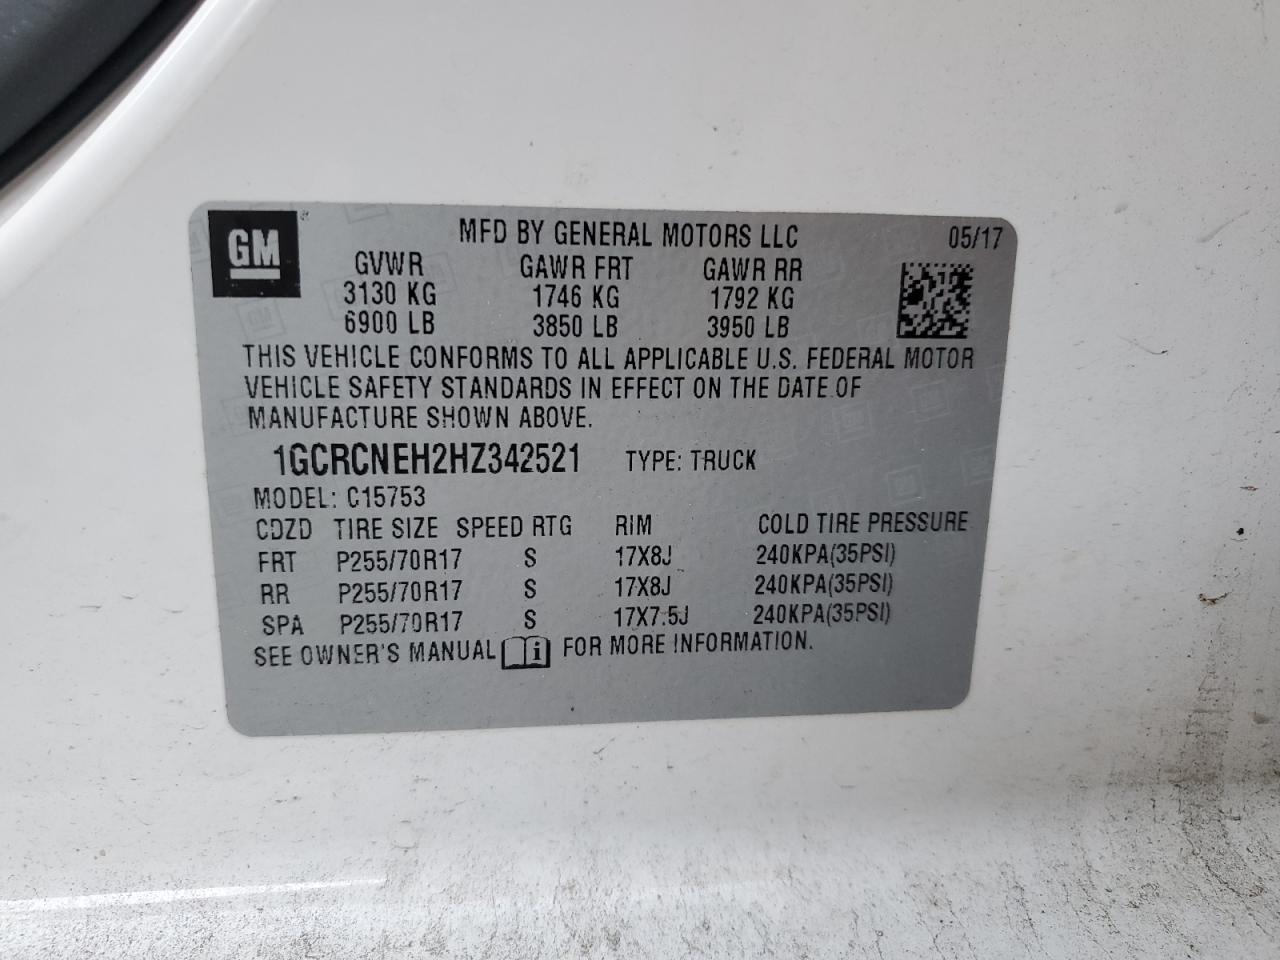 GM
MFD BY GENERAL MOTORS LLC 05/17
GVWR GAWR FRT GAWR RR
3130 KG 1746 KG 1792 KG
6900 LB 3850 LB 3950 LB
THIS VEHICLE CONFORMS TO ALL APPLICABLE U.S. FEDERAL MOTOR
VEHICLE SAFETY STANDARDS IN EFFECT ON THE DATE OF
MANUFACTURE SHOWN ABOVE.
1GCRCNEH2HZ342521 TYPE: TRUCK
MODEL: C15753
CDZD TIRE SIZE SPEED RTG RIM COLD TIRE PRESSURE
FRT P255/70R17 S 17X8J 240KPA(35PSI)
RR P255/70R17 S 17X8J 240KPA(35PSI)
SPA P255/70R17 S 17X7.5J 240KPA(35PSI)
SEE OWNER'S MANUAL i FOR MORE INFORMATION.